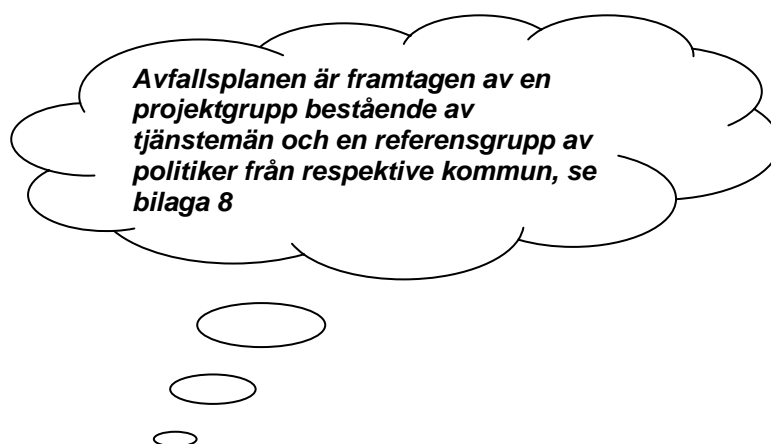 Avfallsplanen är framtagen av en
projektgrupp bestående av
tjänstemän och en referensgrupp av
politiker från respektive kommun, se
bilaga 8